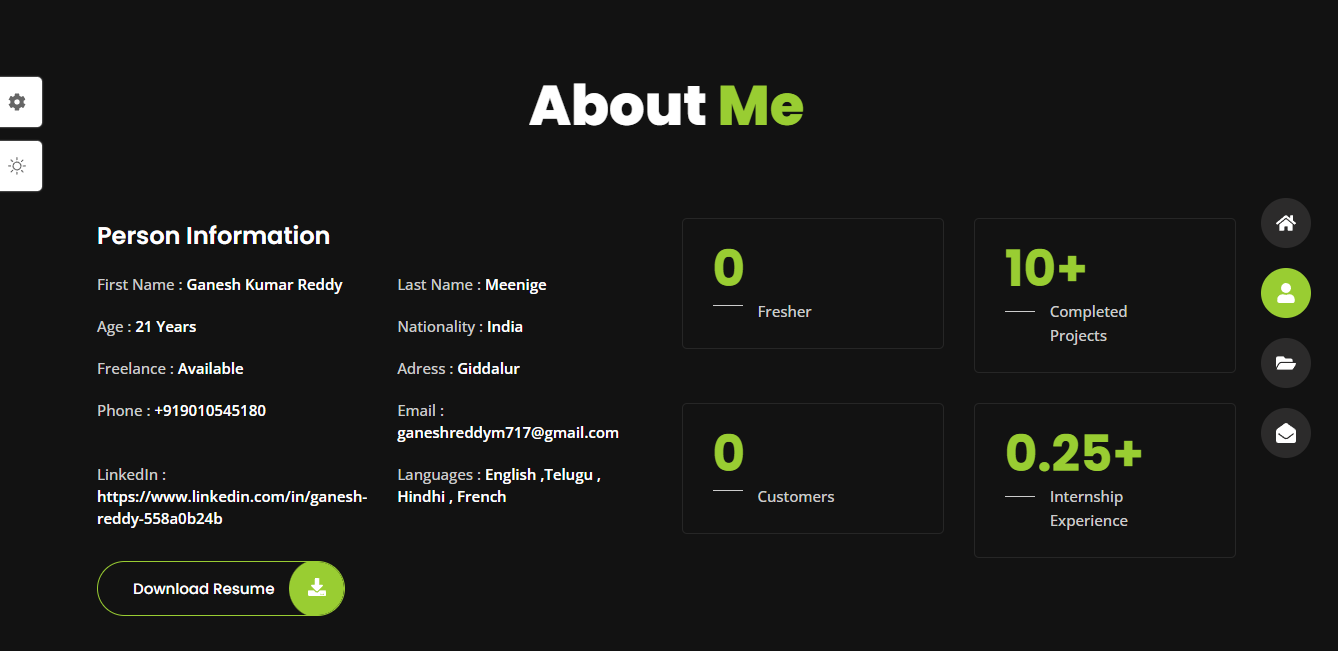 About Me
Person Information
First Name : Ganesh Kumar Reddy
Last Name : Meenige
Age : 21 Years
Nationality : India
Freelance : Available
Adress : Giddalur
Phone : +919010545180
Email :
ganeshreddym717@gmail.com
LinkedIn :
https://www.linkedin.com/in/ganesh-
reddy-558a0b24b
Languages : English ,Telugu ,
Hindhi , French
Download Resume
0
Fresher
10+
Completed
Projects
0
Customers
0.25+
Internship
Experience